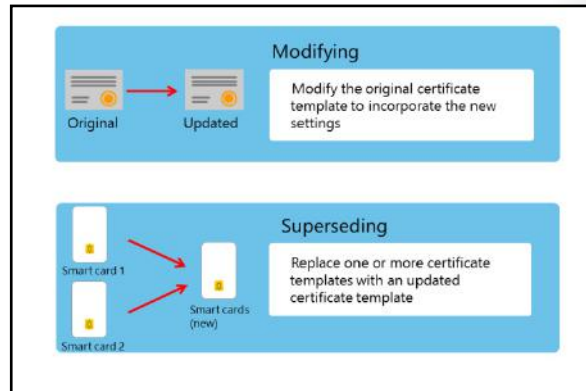 Modifying
Original
Updated
Modify the original certificate
template to incorporate the new
settings
Superseding
Smart card 1
Smart card 2
Smart cards
(new)
Replace one or more certificate
templates with an updated
certificate template